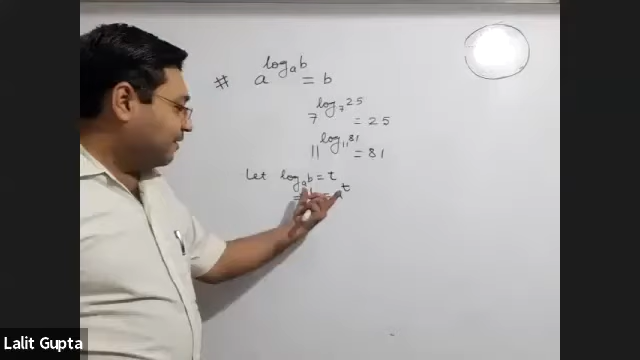 # a^{log_a b} = b
7^{log_7 25} = 25
11^{log_11 81} = 81
Let log_a b = t
= t
Lalit Gupta